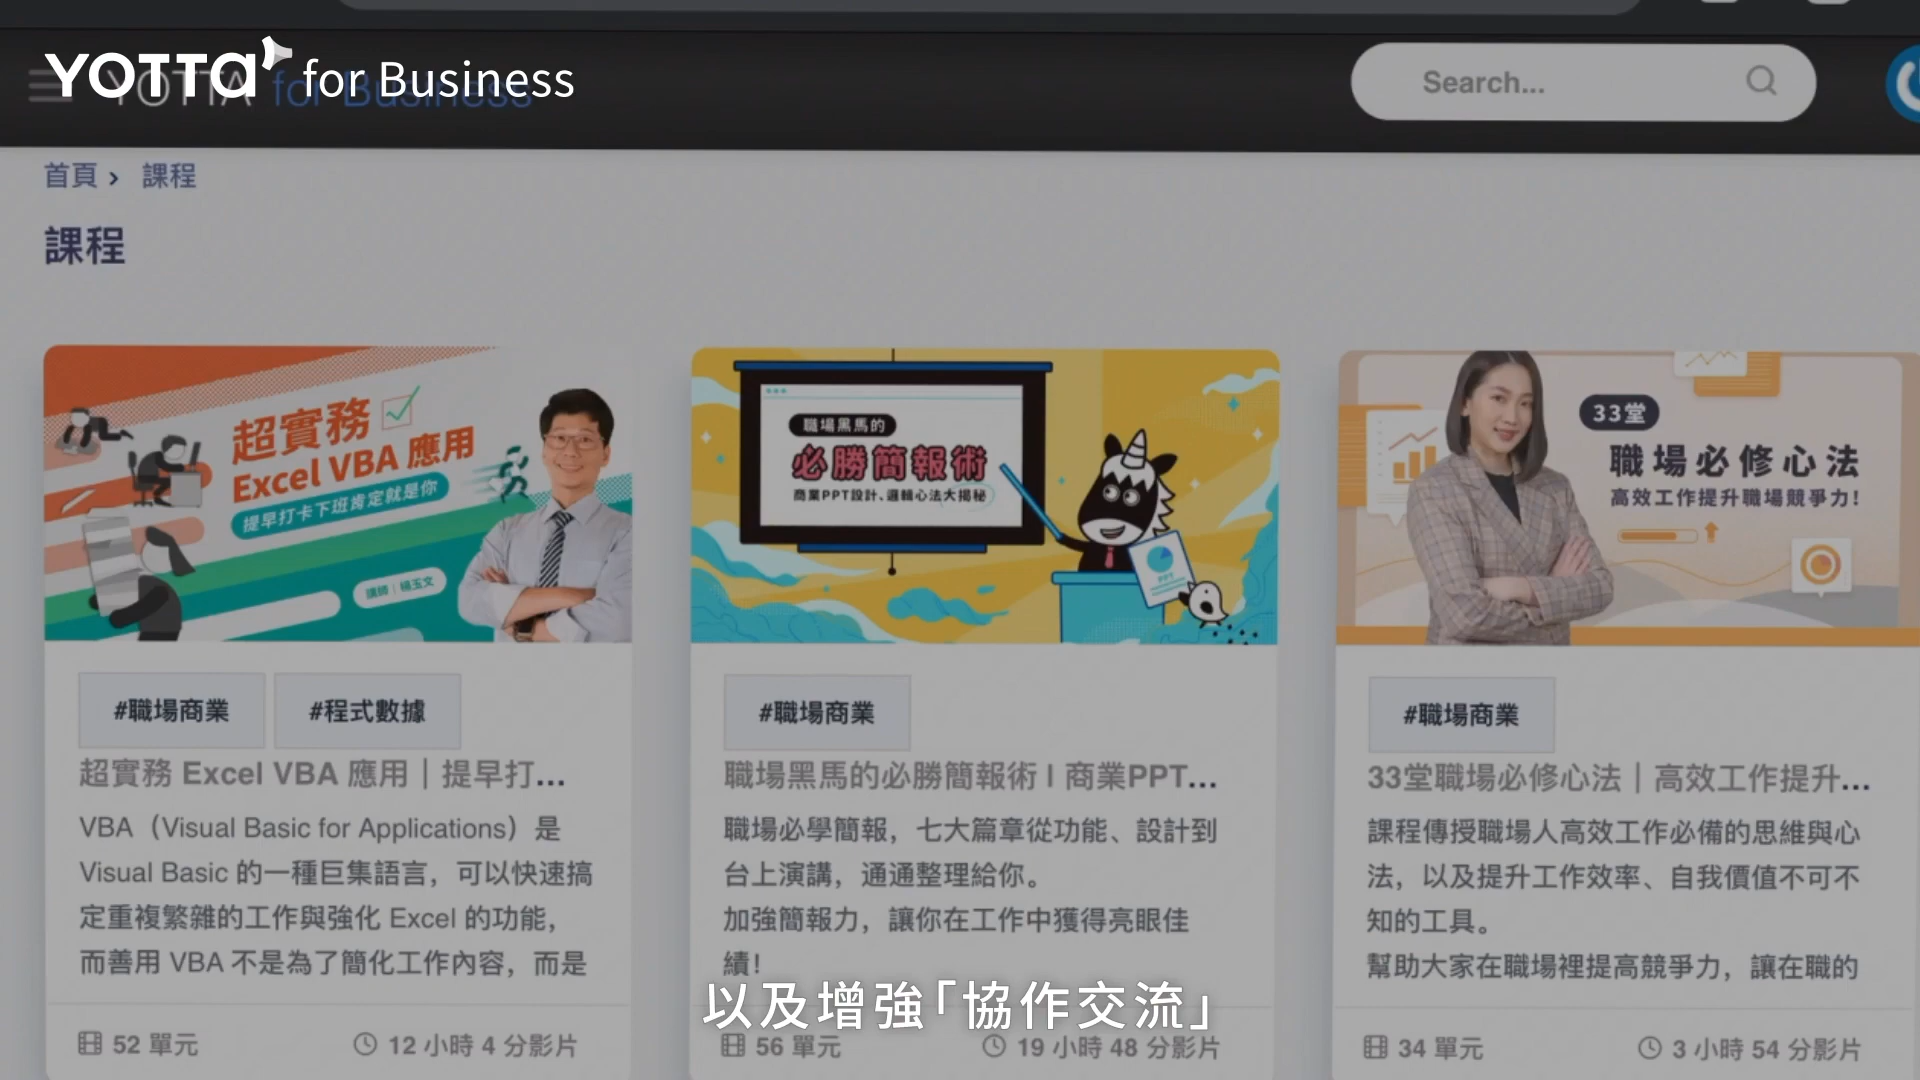 YOTTA for Business
YOTTA for Business
Search...
首頁 › 課程
課程
超實務
Excel VBA 應用
提早打卡下班肯定就是你
講師｜楊玉文
職場黑馬的
必勝簡報術
商業PPT設計、邏輯心法大揭秘
PPT
33堂
職場必修心法
高效工作提升職場競爭力!
#職場商業
#程式數據
超實務 Excel VBA 應用｜提早打...
VBA（Visual Basic for Applications）是
Visual Basic 的一種巨集語言，可以快速搞
定重複繁雜的工作與強化 Excel 的功能，
而善用 VBA 不是為了簡化工作內容，而是
52 單元
12 小時 4 分影片
#職場商業
職場黑馬的必勝簡報術 l 商業PPT...
職場必學簡報，七大篇章從功能、設計到
台上演講，通通整理給你。
加強簡報力，讓你在工作中獲得亮眼佳
績！
56 單元
19 小時 48 分影片
#職場商業
33堂職場必修心法｜高效工作提升...
課程傳授職場人高效工作必備的思維與心
法，以及提升工作效率、自我價值不可不
知的工具。
幫助大家在職場裡提高競爭力，讓在職的
34 單元
3 小時 54 分影片
以及增強「協作交流」